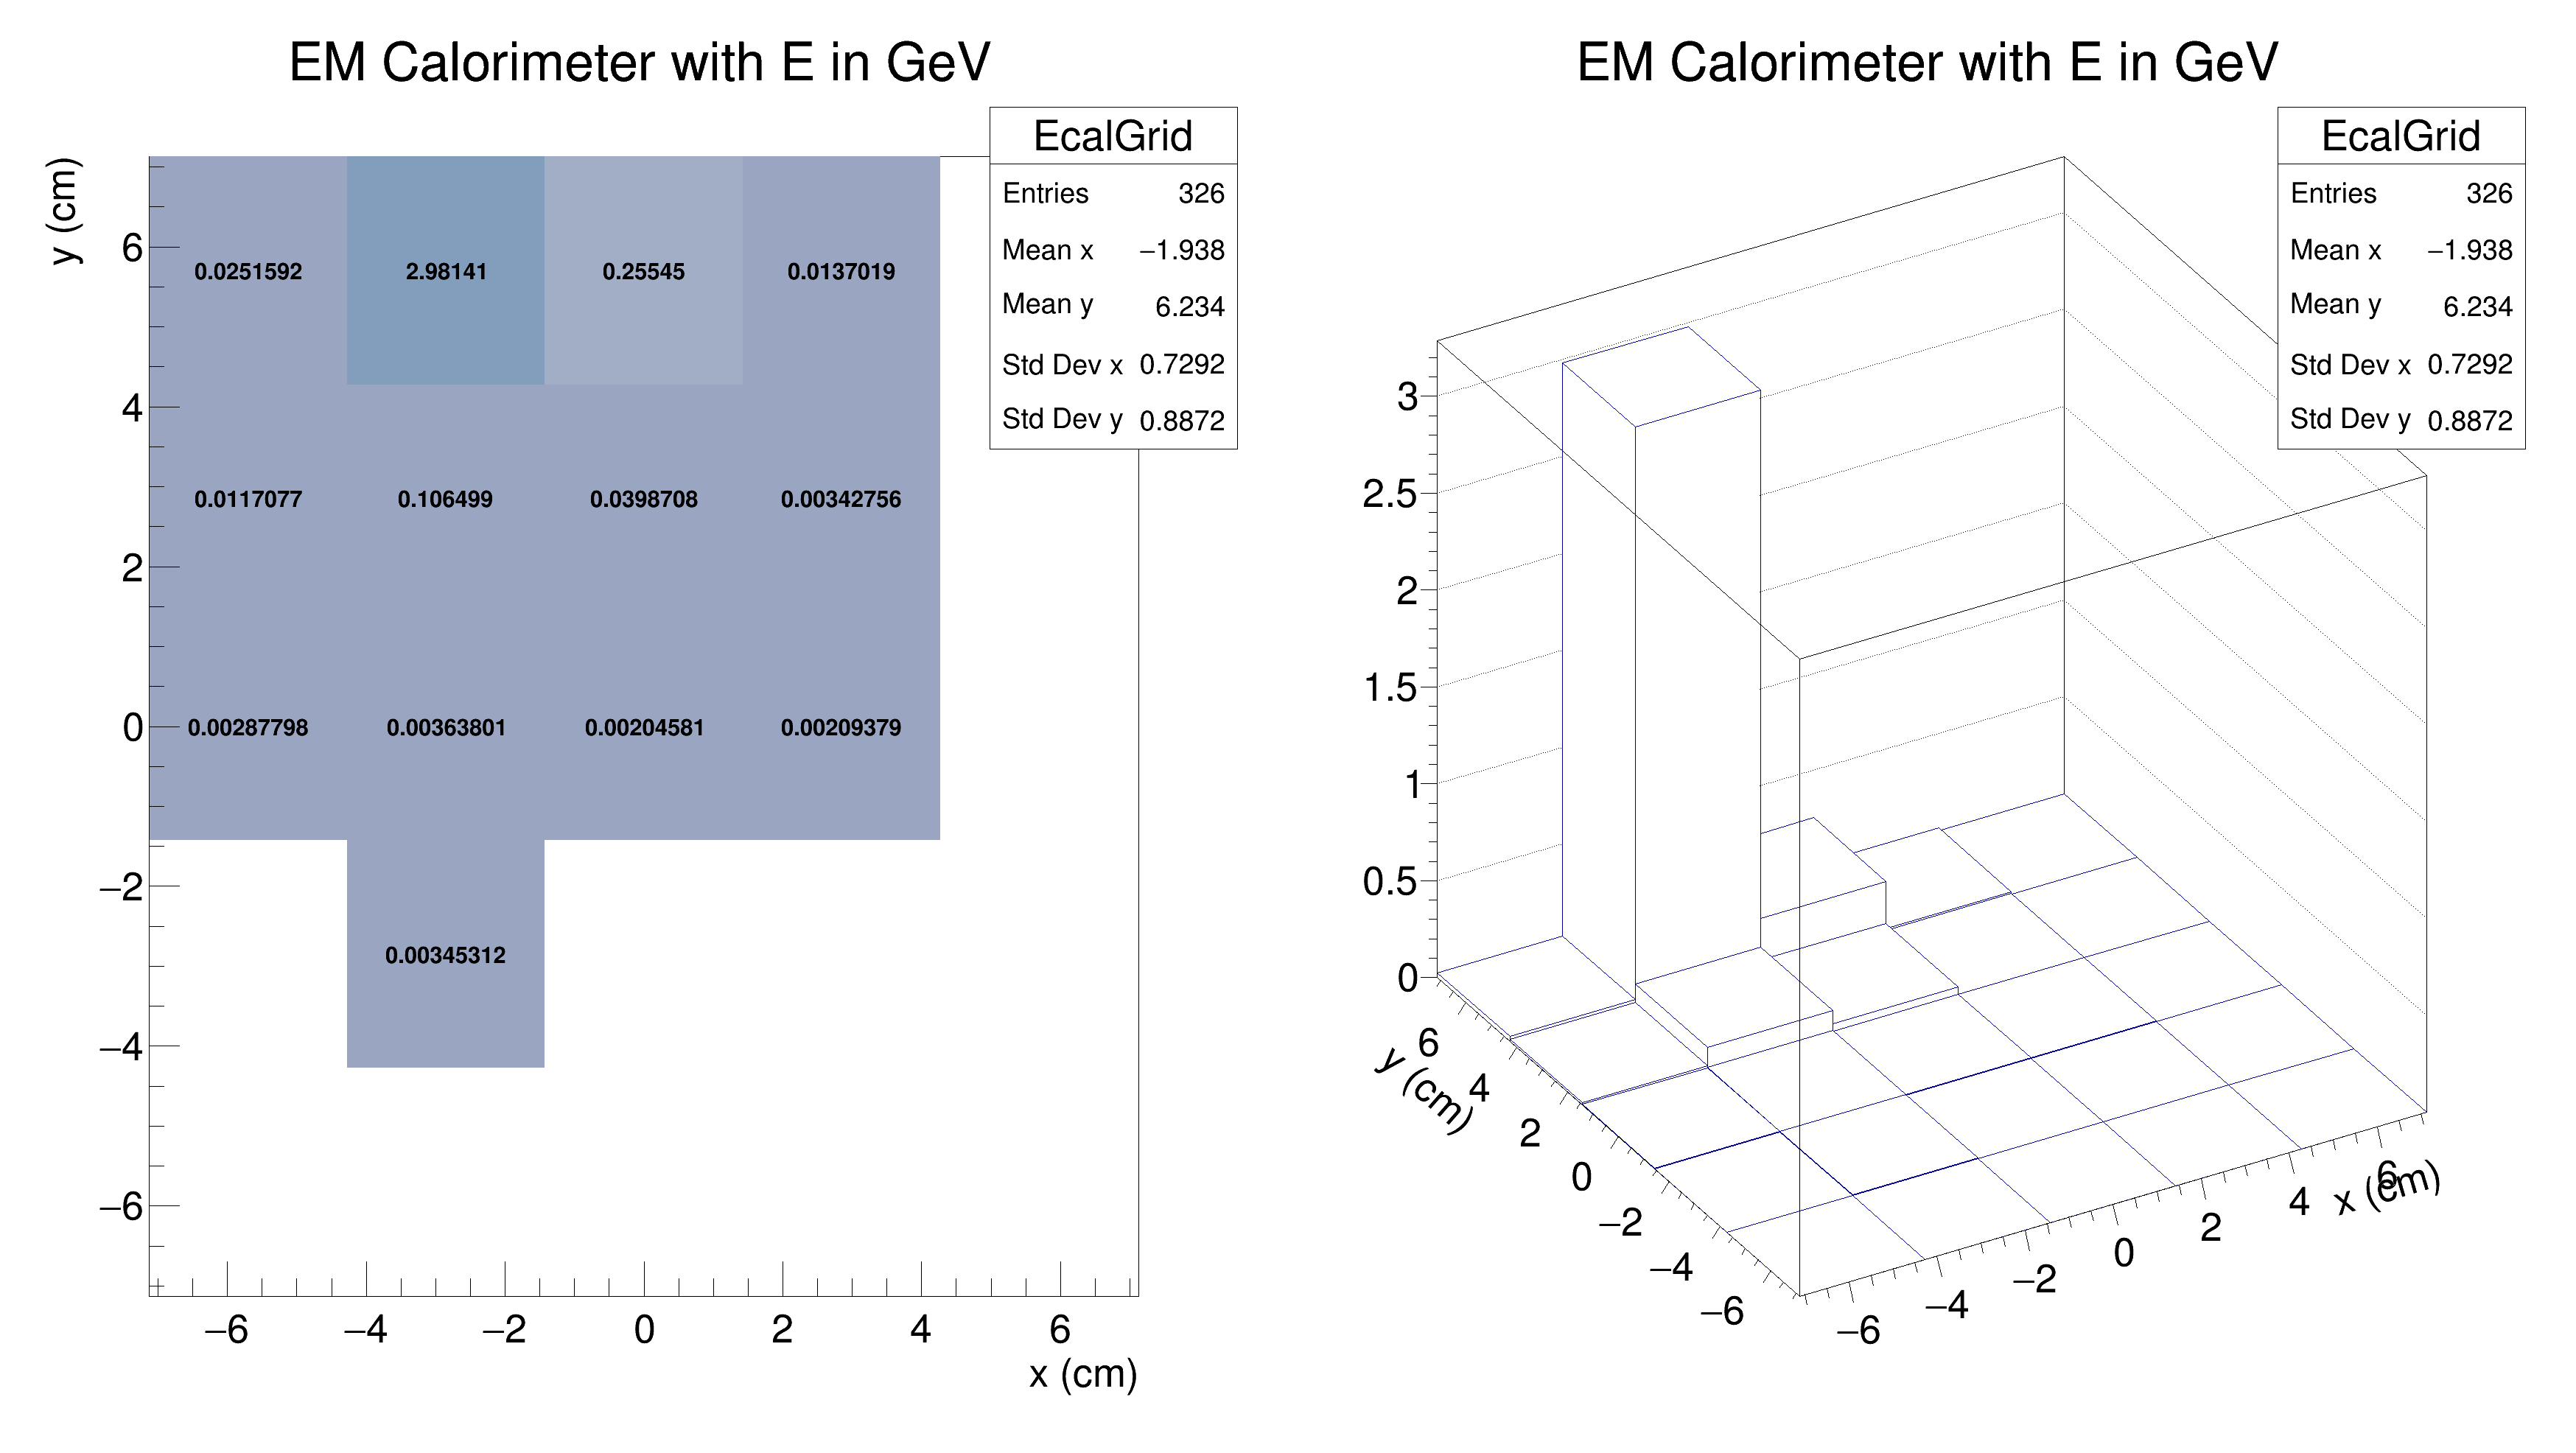 EM Calorimeter with E in GeV
EcalGrid
Entries 326
Mean x −1.938
Mean y 6.234
Std Dev x 0.7292
Std Dev y 0.8872
y (cm)
6
4
2
0
−2
−4
−6
0.0251592 2.98141 0.25545 0.0137019
0.0117077 0.106499 0.0398708 0.00342756
0.00287798 0.00363801 0.00204581 0.00209379
0.00345312
−6 −4 −2 0 2 4 6
x (cm)
EM Calorimeter with E in GeV
EcalGrid
Entries 326
Mean x −1.938
Mean y 6.234
Std Dev x 0.7292
Std Dev y 0.8872
3
2.5
2
1.5
1
0.5
0
y (cm)
6
4
2
0
−2
−4
−6
−6 −4 −2 0 2 4 6
x (cm)